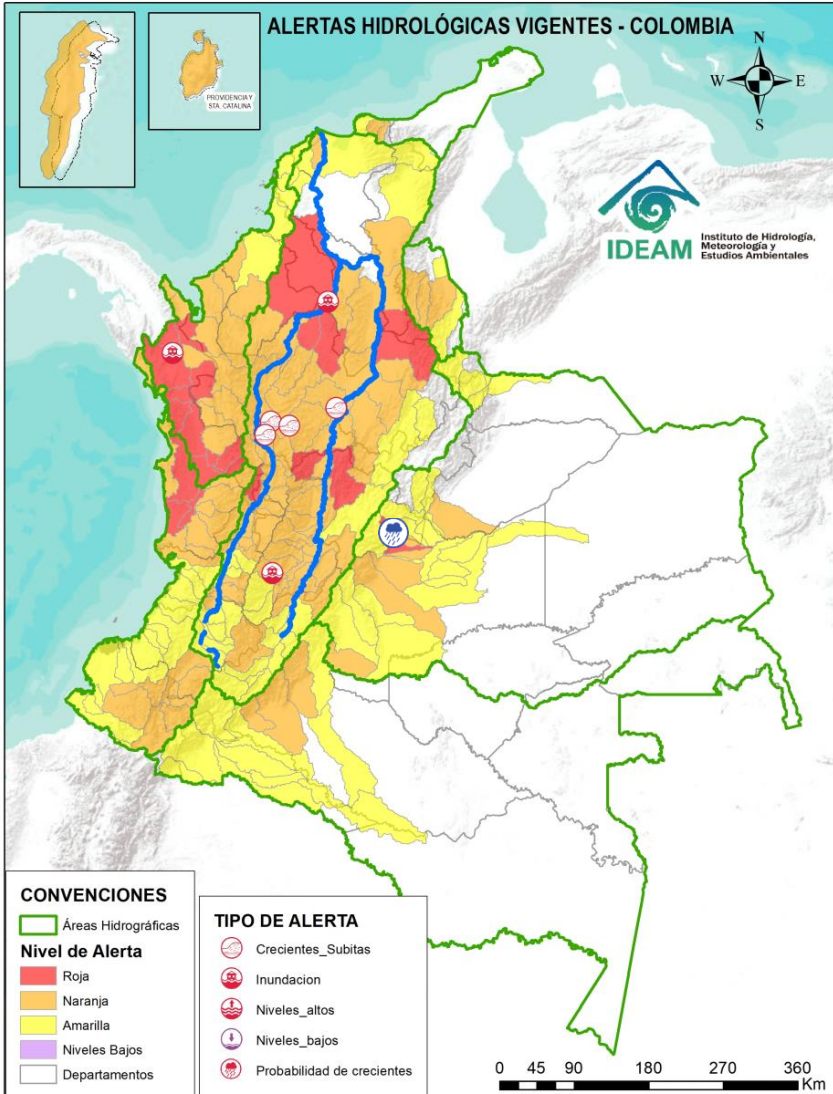 ALERTAS HIDROLÓGICAS VIGENTES - COLOMBIA
PROVIDENCIA Y
STA. CATALINA
N
W
E
S
IDEAM
Instituto de Hidrología,
Meteorología y
Estudios Ambientales
CONVENCIONES
Áreas Hidrográficas
Nivel de Alerta
Roja
Naranja
Amarilla
Niveles Bajos
Departamentos
TIPO DE ALERTA
Crecientes_Subitas
Inundacion
Niveles_altos
Niveles_bajos
Probabilidad de crecientes
0 45 90 180 270 360
Km